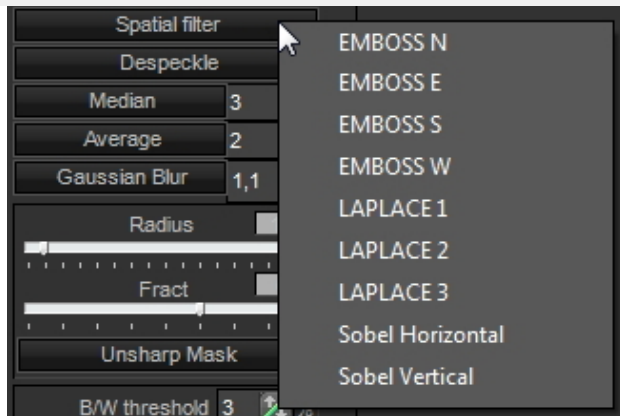 Spatial filter
Despeckle
Median 3
Average 2
Gaussian Blur 1,1
Radius
Fract
Unsharp Mask
B/W threshold 3
EMBOSS N
EMBOSS E
EMBOSS S
EMBOSS W
LAPLACE 1
LAPLACE 2
LAPLACE 3
Sobel Horizontal
Sobel Vertical